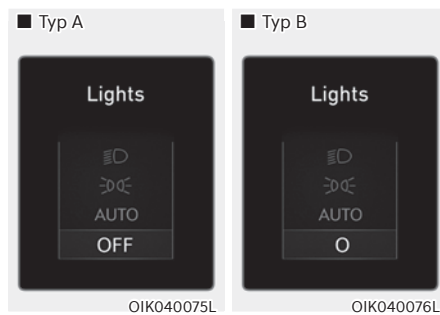 ■ Typ A
Lights
AUTO
OFF
OIK040075L
■ Typ B
Lights
AUTO
O
OIK040076L